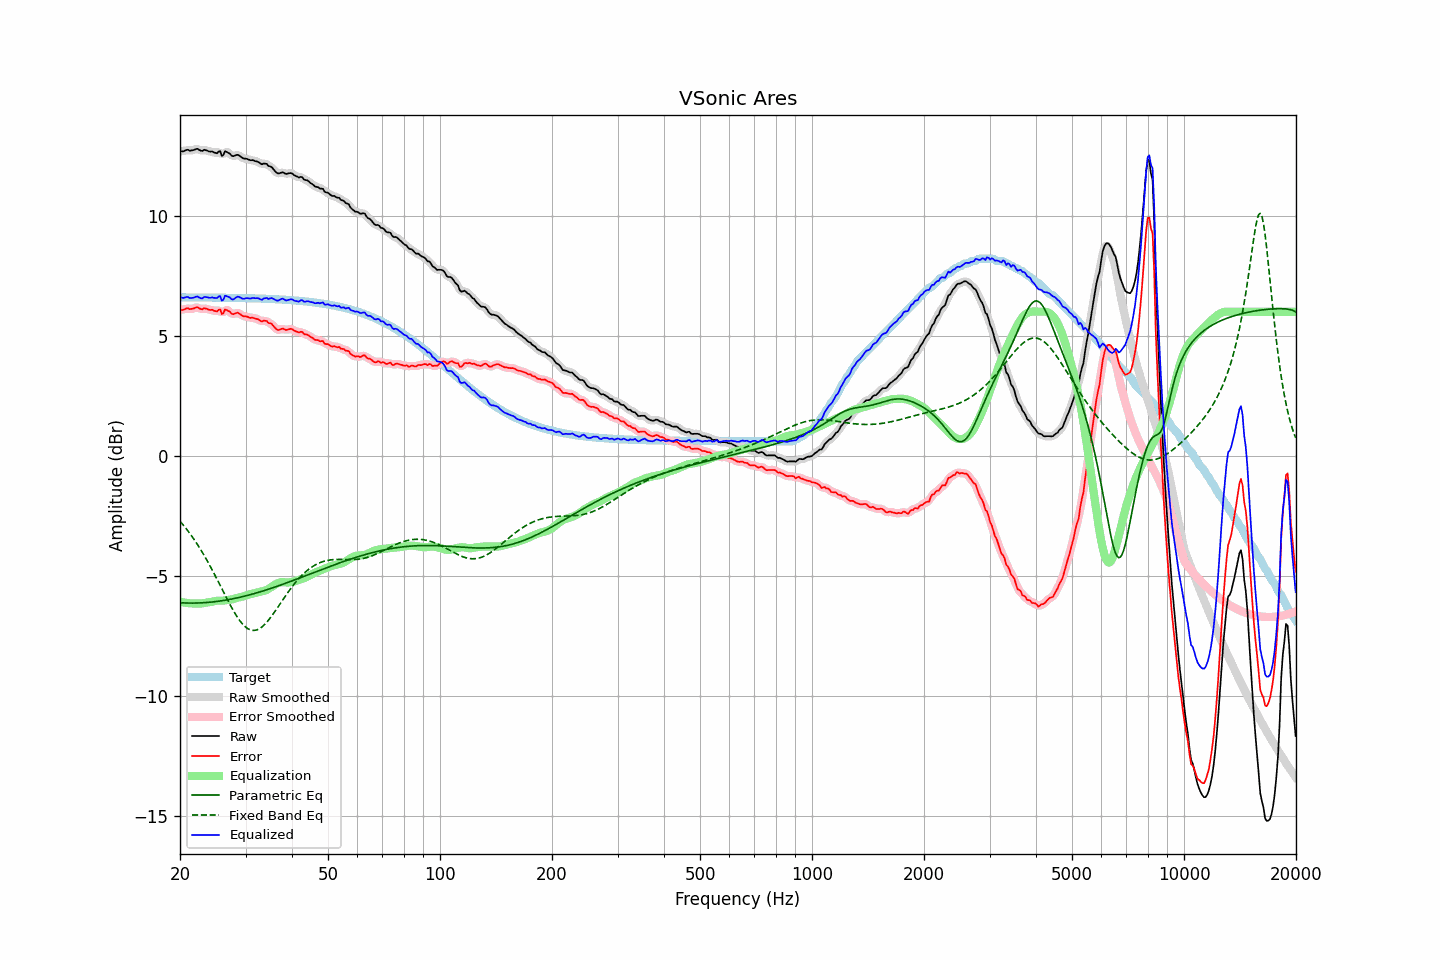 VSonic Ares
Amplitude (dBr)
10
5
0
−5
−10
−15
Target
Raw Smoothed
Error Smoothed
Raw
Error
Equalization
Parametric Eq
Fixed Band Eq
Equalized
20 50 100 200 500 1000 2000 5000 10000 20000
Frequency (Hz)